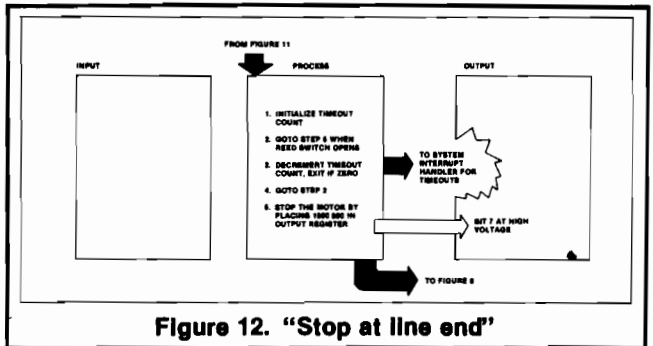 FROM FIGURE 11
INPUT
PROCESS
OUTPUT
1. INITIALIZE TIMEOUT
COUNT
2. GOTO STEP 5 WHEN
REED SWITCH OPENS
3. DECREMENT TIMEOUT
COUNT, EXIT IF ZERO
4. GOTO STEP 2
5. STOP THE MOTOR BY
PLACING 1000 000 IN
OUTPUT REGISTER
TO SYSTEM
INTERRUPT
HANDLER FOR
TIMEOUTS
BIT 7 AT HIGH
VOLTAGE
TO FIGURE
Figure 12. "Stop at line end"